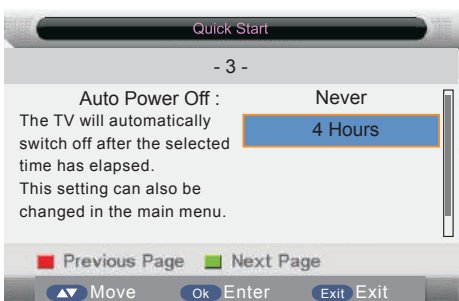 Quick Start
- 3 -
Auto Power Off :
The TV will automatically
switch off after the selected
time has elapsed.
This setting can also be
changed in the main menu.
Never
4 Hours
Previous Page Next Page
Move Ok Enter Exit Exit